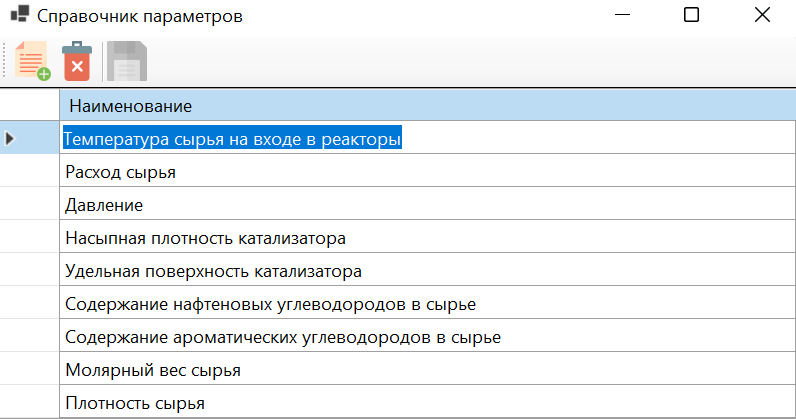 Справочник параметров
Наименование
Температура сырья на входе в реакторы
Расход сырья
Давление
Насыпная плотность катализатора
Удельная поверхность катализатора
Содержание нафтеновых углеводородов в сырье
Содержание ароматических углеводородов в сырье
Молярный вес сырья
Плотность сырья